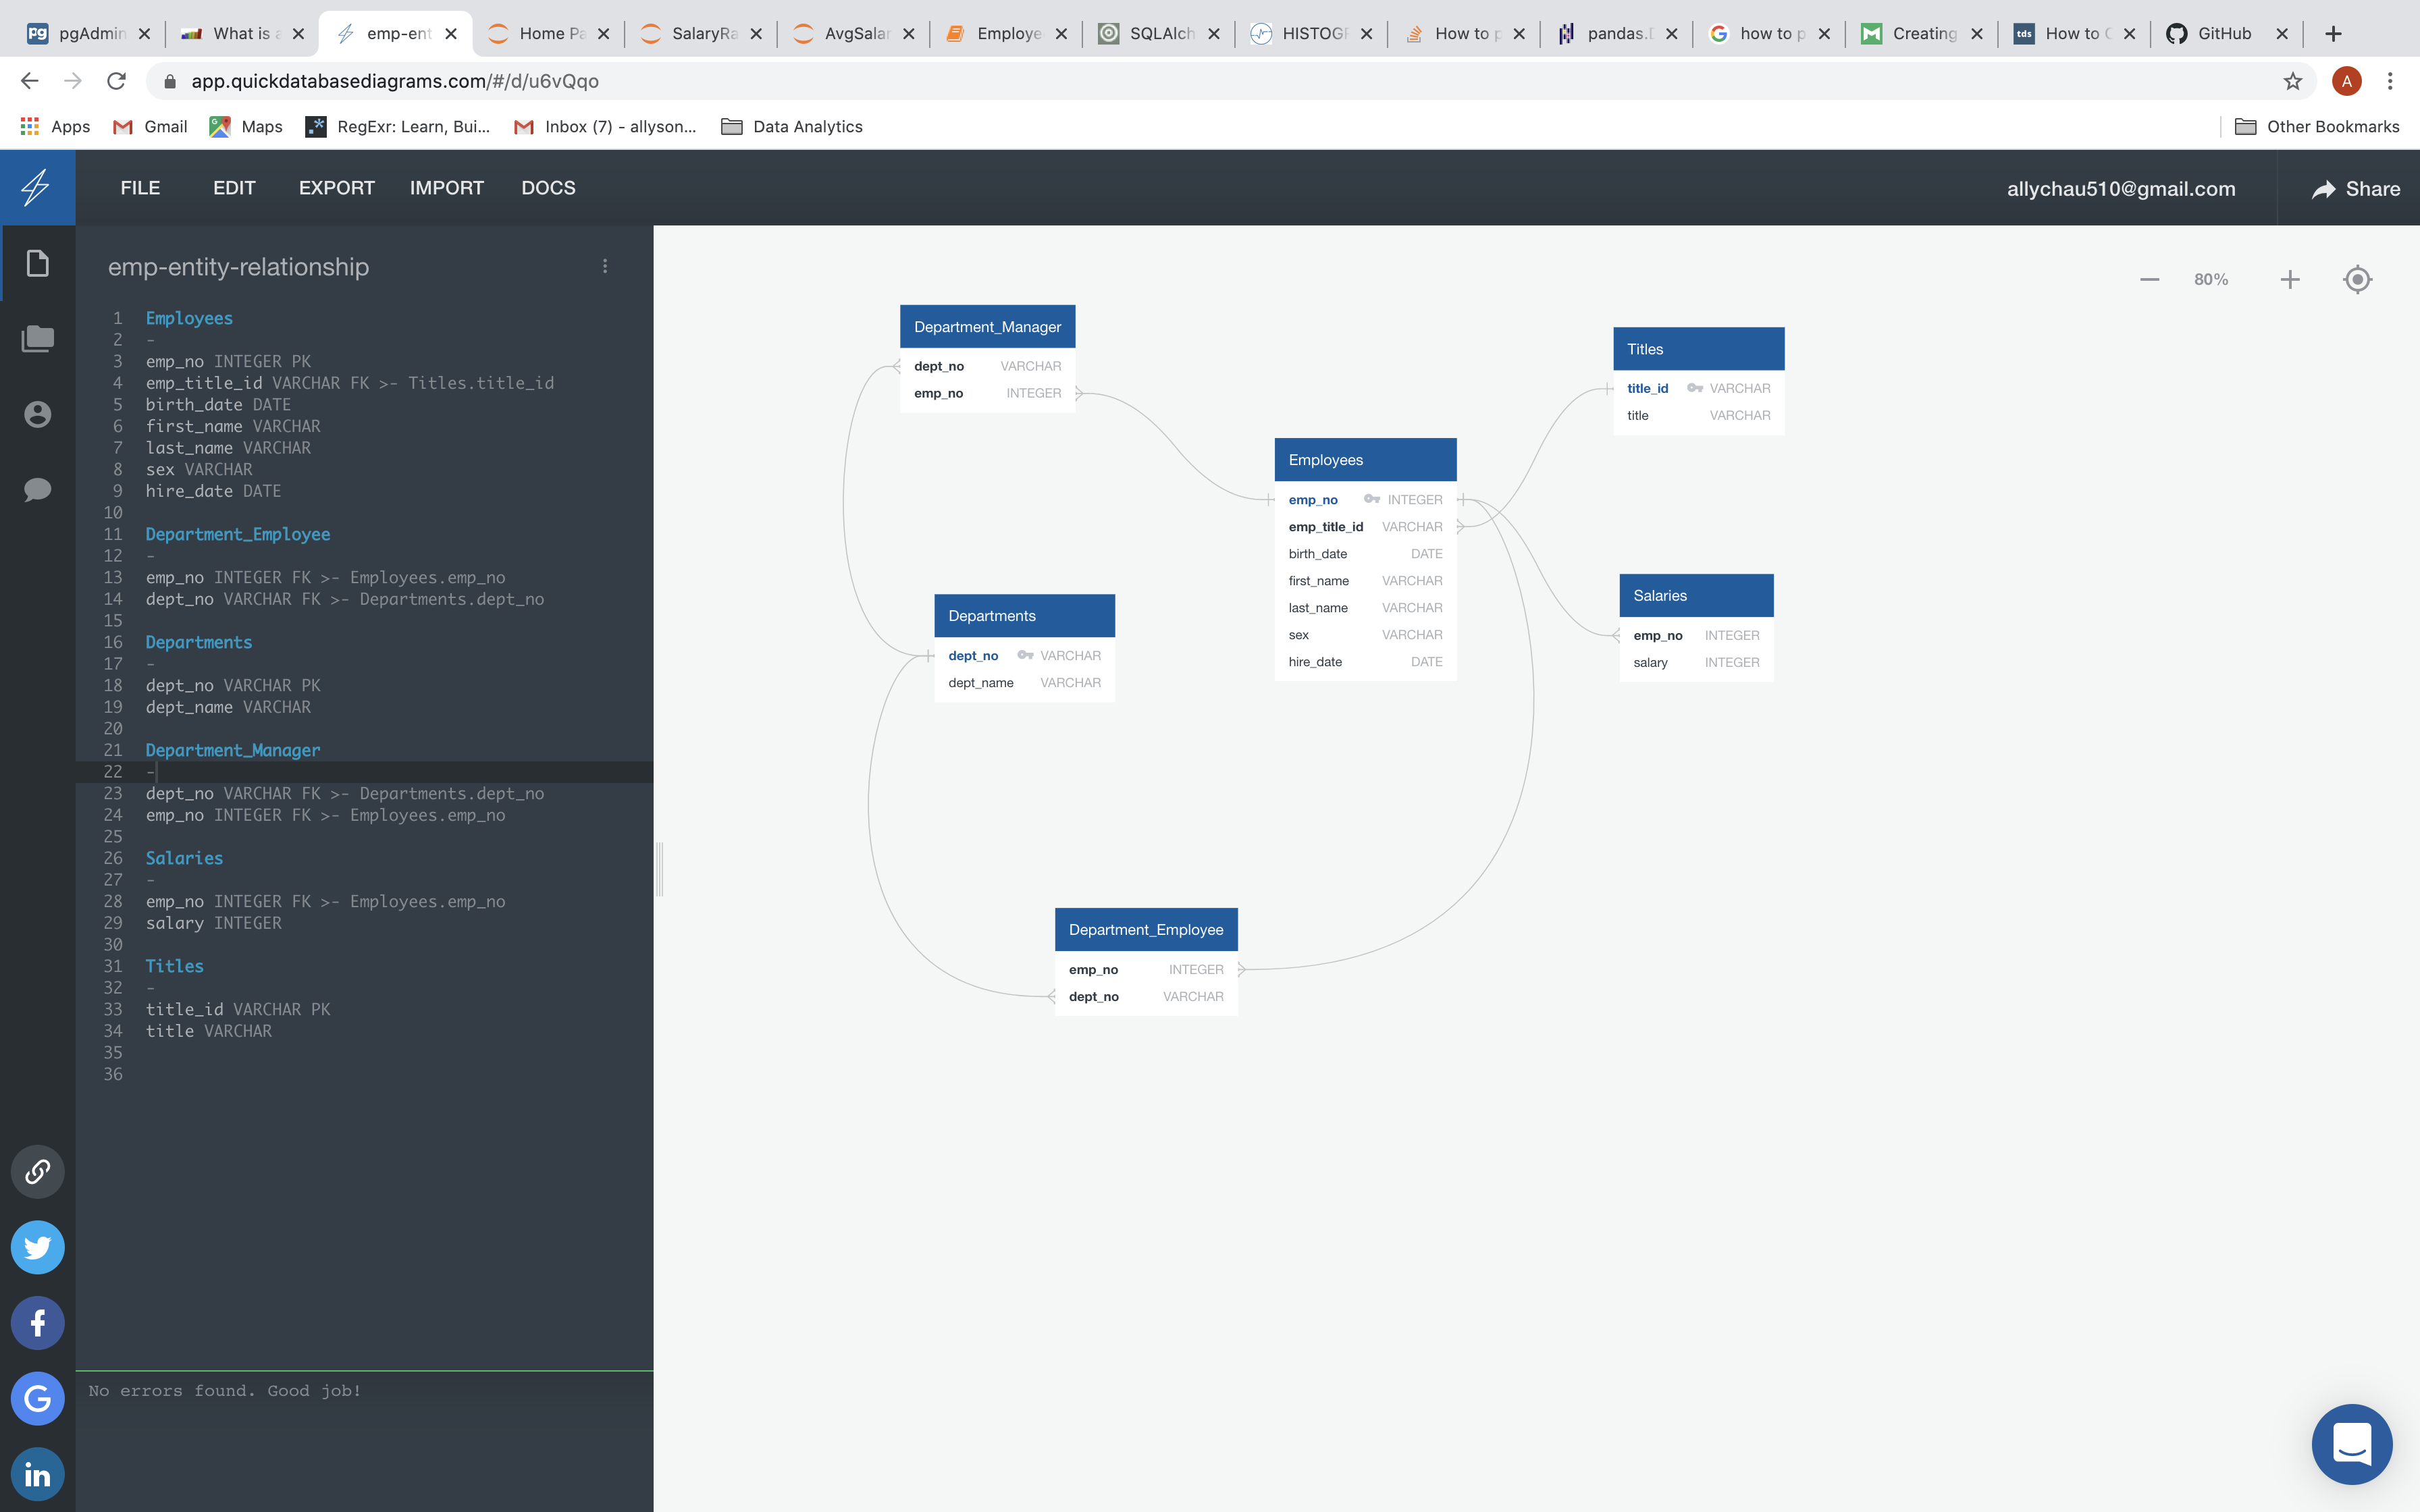 pgAdmin
What is a
emp-ent
Home Pa
SalaryRa
AvgSalar
Employe
SQLAlch
HISTOG
How to p
pandas.D
how to p
Creating
tds How to C
GitHub
app.quickdatabasediagrams.com/#/d/u6vQqo
A
Apps
Gmail
Maps
RegExr: Learn, Bui...
Inbox (7) - allyson...
Data Analytics
Other Bookmarks
FILE EDIT EXPORT IMPORT DOCS
allychau510@gmail.com
Share
emp-entity-relationship
1 Employees
2 -
3 emp_no INTEGER PK
4 emp_title_id VARCHAR FK >- Titles.title_id
5 birth_date DATE
6 first_name VARCHAR
7 last_name VARCHAR
8 sex VARCHAR
9 hire_date DATE
10
11 Department_Employee
12 -
13 emp_no INTEGER FK >- Employees.emp_no
14 dept_no VARCHAR FK >- Departments.dept_no
15
16 Departments
17 -
18 dept_no VARCHAR PK
19 dept_name VARCHAR
20
21 Department_Manager
22 -
23 dept_no VARCHAR FK >- Departments.dept_no
24 emp_no INTEGER FK >- Employees.emp_no
25
26 Salaries
27 -
28 emp_no INTEGER FK >- Employees.emp_no
29 salary INTEGER
30
31 Titles
32 -
33 title_id VARCHAR PK
34 title VARCHAR
35
36
No errors found. Good job!
80%
Department_Manager
dept_no VARCHAR
emp_no INTEGER
Titles
title_id VARCHAR
title VARCHAR
Employees
emp_no INTEGER
emp_title_id VARCHAR
birth_date DATE
first_name VARCHAR
last_name VARCHAR
sex VARCHAR
hire_date DATE
Departments
dept_no VARCHAR
dept_name VARCHAR
Salaries
emp_no INTEGER
salary INTEGER
Department_Employee
emp_no INTEGER
dept_no VARCHAR